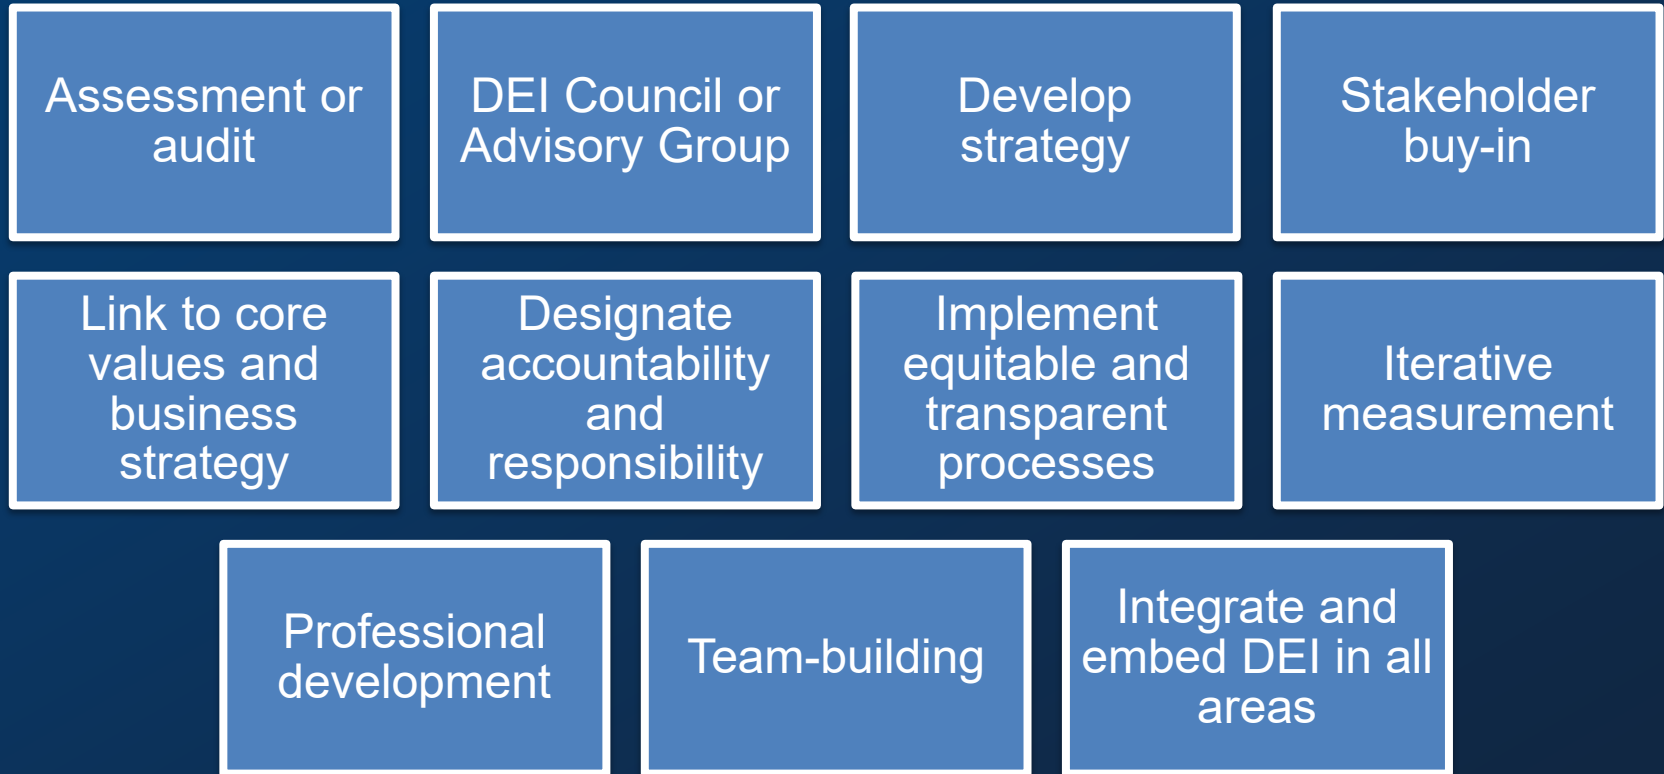 Assessment or
audit
DEI Council or
Advisory Group
Develop
strategy
Stakeholder
buy-in
Link to core
values and
business
strategy
Designate
accountability
and
responsibility
Implement
equitable and
transparent
processes
Iterative
measurement
Professional
development
Team-building
Integrate and
embed DEI in all
areas